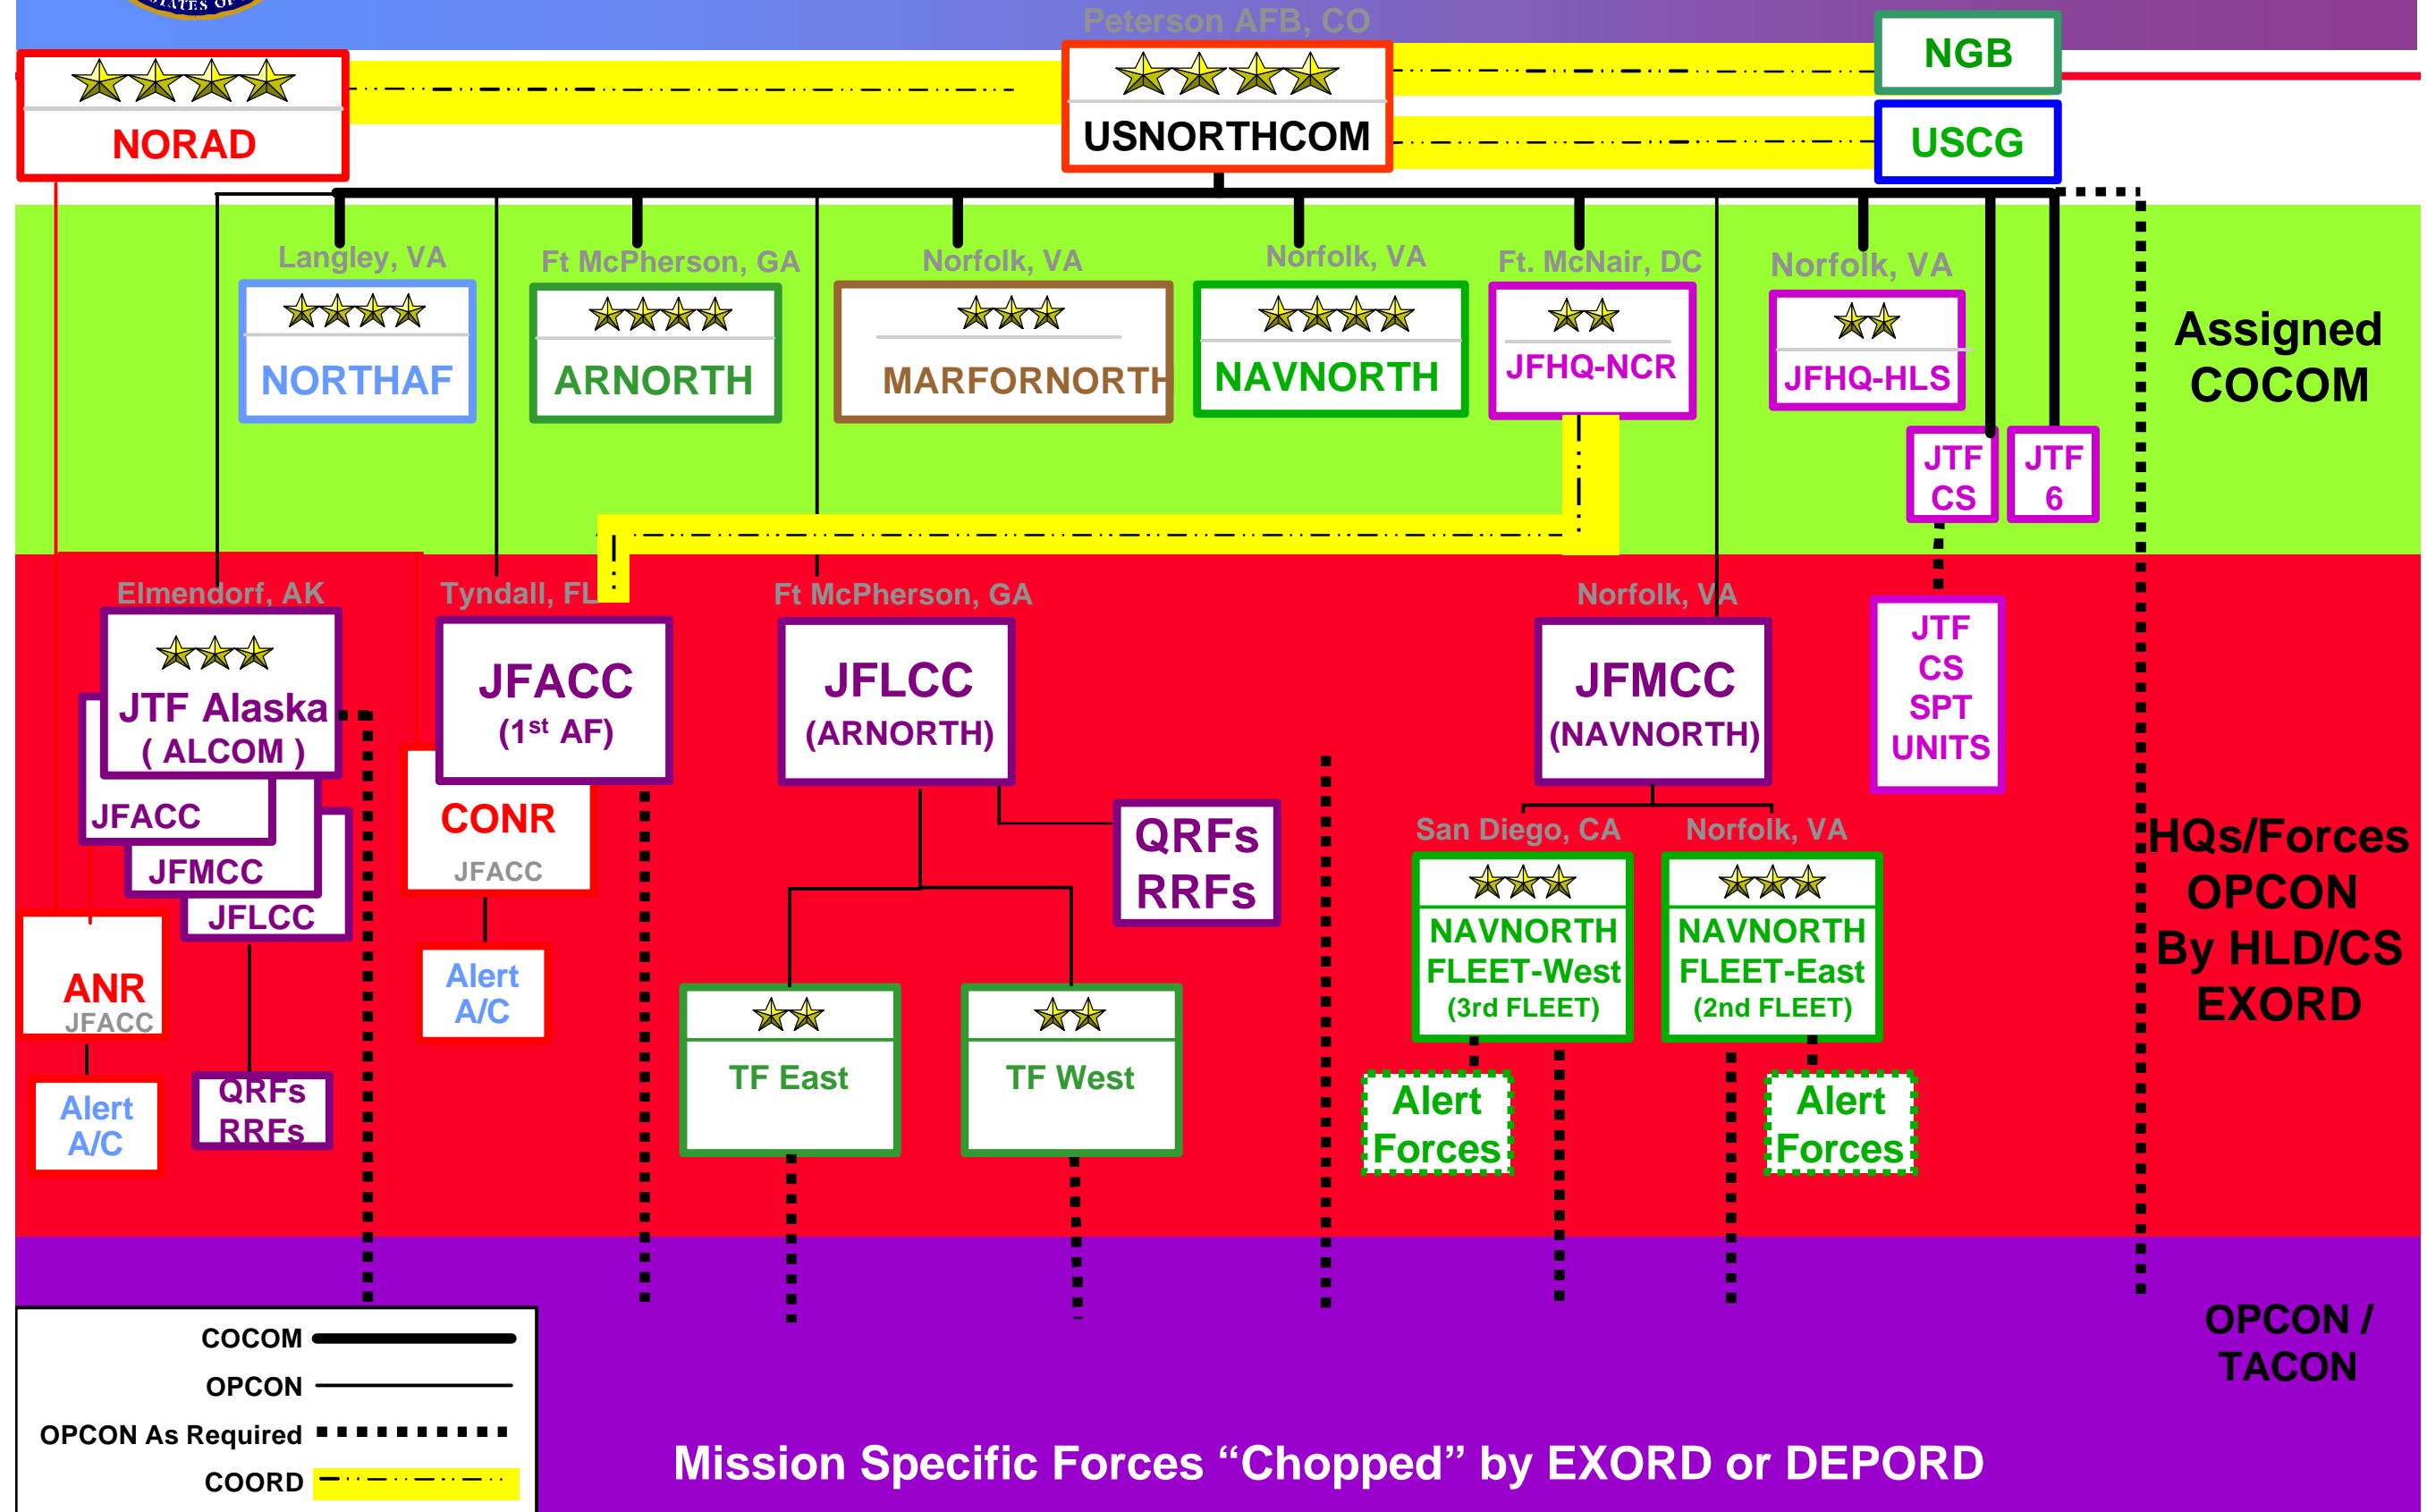 STATES OF
Peterson AFB, CO
NORAD
USNORTHCOM
NGB
USCG
Langley, VA
NORTHAF
Ft McPherson, GA
ARNORTH
Norfolk, VA
MARFORNORTH
Norfolk, VA
NAVNORTH
Ft. McNair, DC
JFHQ-NCR
Norfolk, VA
JFHQ-HLS
JTF
CS
JTF
6
Assigned
COCOM
Elmendorf, AK
JTF Alaska
( ALCOM )
JFACC
JFMCC
JFLCC
ANR
JFACC
Alert
A/C
QRFs
RRFs
Tyndall, FL
JFACC
(1st AF)
CONR
JFACC
Alert
A/C
Ft McPherson, GA
JFLCC
(ARNORTH)
QRFs
RRFs
TF East
TF West
Norfolk, VA
JFMCC
(NAVNORTH)
San Diego, CA
NAVNORTH
FLEET-West
(3rd FLEET)
Alert
Forces
Norfolk, VA
NAVNORTH
FLEET-East
(2nd FLEET)
Alert
Forces
JTF
CS
SPT
UNITS
HQs/Forces
OPCON
By HLD/CS
EXORD
OPCON /
TACON
COCOM
OPCON
OPCON As Required
COORD
Mission Specific Forces “Chopped” by EXORD or DEPORD